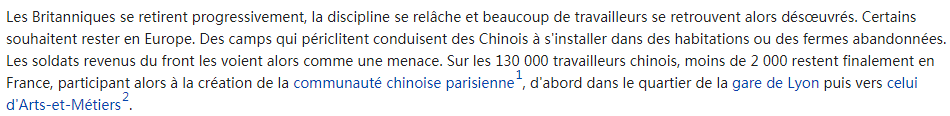 Les Britanniques se retirent progressivement, la discipline se relâche et beaucoup de travailleurs se retrouvent alors désœuvrés. Certains
souhaitent rester en Europe. Des camps qui périclitent conduisent des Chinois à s'installer dans des habitations ou des fermes abandonnées.
Les soldats revenus du front les voient alors comme une menace. Sur les 130 000 travailleurs chinois, moins de 2 000 restent finalement en
France, participant alors à la création de la communauté chinoise parisienne1, d'abord dans le quartier de la gare de Lyon puis vers celui
d'Arts-et-Métiers2.